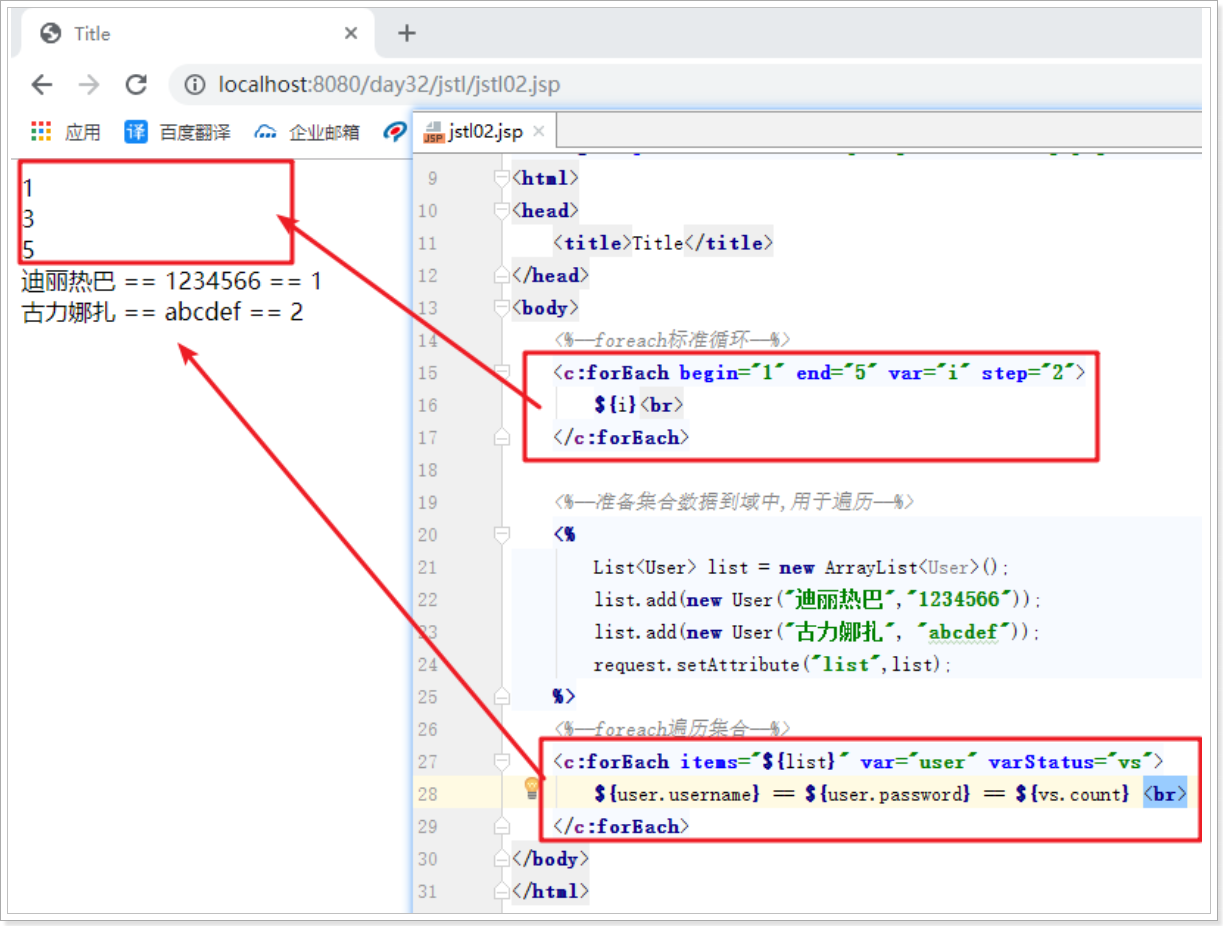 Title
localhost:8080/day32/jstl/jstl02.jsp
应用 百度翻译 企业邮箱
jstl02.jsp
1
3
5
迪丽热巴 == 1234566 == 1
古力娜扎 == abcdef == 2
9 <html>
10 <head>
11 <title>Title</title>
12 </head>
13 <body>
14 <%--foreach标准循环--%>
15 <c:forEach begin="1" end="5" var="i" step="2">
16 ${i}<br>
17 </c:forEach>
18
19 <%--准备集合数据到域中,用于遍历--%>
20 <%
21 List<User> list = new ArrayList<User>();
22 list.add(new User("迪丽热巴","1234566"));
23 list.add(new User("古力娜扎", "abcdef"));
24 request.setAttribute("list",list);
25 %>
26 <%--foreach遍历集合--%>
27 <c:forEach items="${list}" var="user" varStatus="vs">
28 ${user.username} == ${user.password} == ${vs.count} <br>
29 </c:forEach>
30 </body>
31 </html>